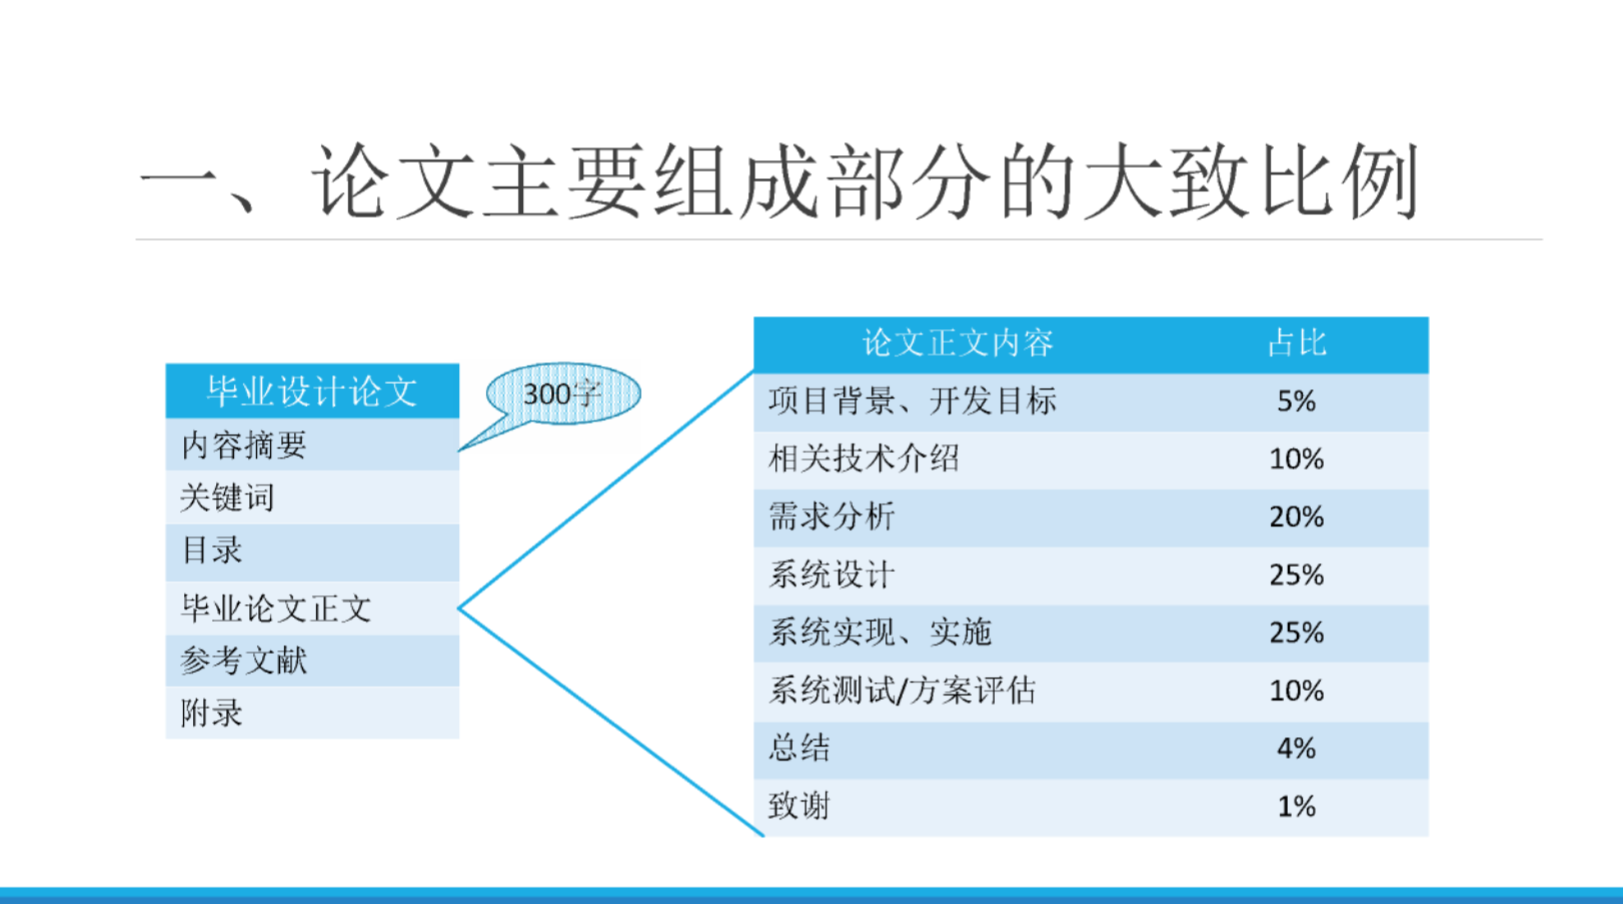 一、论文主要组成部分的大致比例
毕业设计论文
内容摘要
关键词
目录
毕业论文正文
参考文献
附录
300字
论文正文内容 占比
项目背景、开发目标 5%
相关技术介绍 10%
需求分析 20%
系统设计 25%
系统实现、实施 25%
系统测试/方案评估 10%
总结 4%
致谢 1%